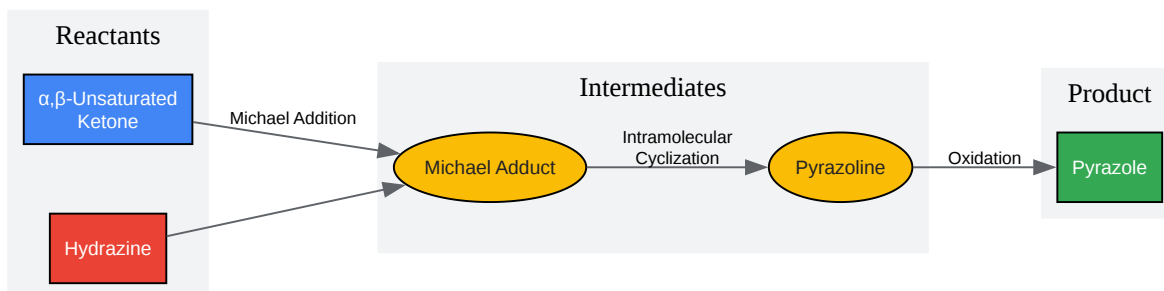 Reactants
α,β-Unsaturated
Ketone
Hydrazine
Michael Addition
Intermediates
Michael Adduct
Intramolecular
Cyclization
Pyrazoline
Oxidation
Product
Pyrazole